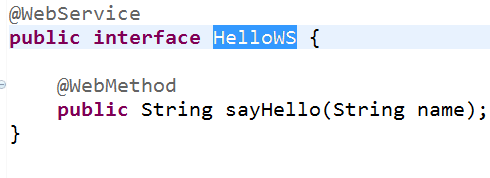 @WebService
public interface HelloWS {
@WebMethod
public String sayHello(String name);
}